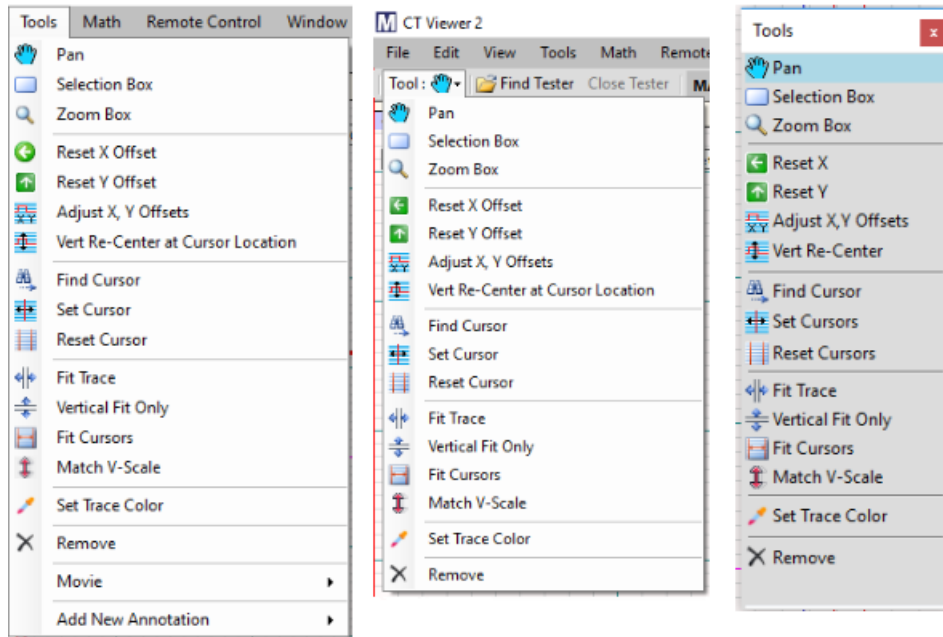 Tools Math Remote Control Window
Pan
Selection Box
Zoom Box
Reset X Offset
Reset Y Offset
Adjust X, Y Offsets
Vert Re-Center at Cursor Location
Find Cursor
Set Cursor
Reset Cursor
Fit Trace
Vertical Fit Only
Fit Cursors
Match V-Scale
Set Trace Color
Remove
Movie
Add New Annotation
M CT Viewer 2
File Edit View Tools Math Remote
Tool: Find Tester Close Tester
Pan
Selection Box
Zoom Box
Reset X Offset
Reset Y Offset
Adjust X, Y Offsets
Vert Re-Center at Cursor Location
Find Cursor
Set Cursor
Reset Cursor
Fit Trace
Vertical Fit Only
Fit Cursors
Match V-Scale
Set Trace Color
Remove
Tools x
Pan
Selection Box
Zoom Box
Reset X
Reset Y
Adjust X,Y Offsets
Vert Re-Center
Find Cursor
Set Cursors
Reset Cursors
Fit Trace
Vertical Fit Only
Fit Cursors
Match V-Scale
Set Trace Color
Remove